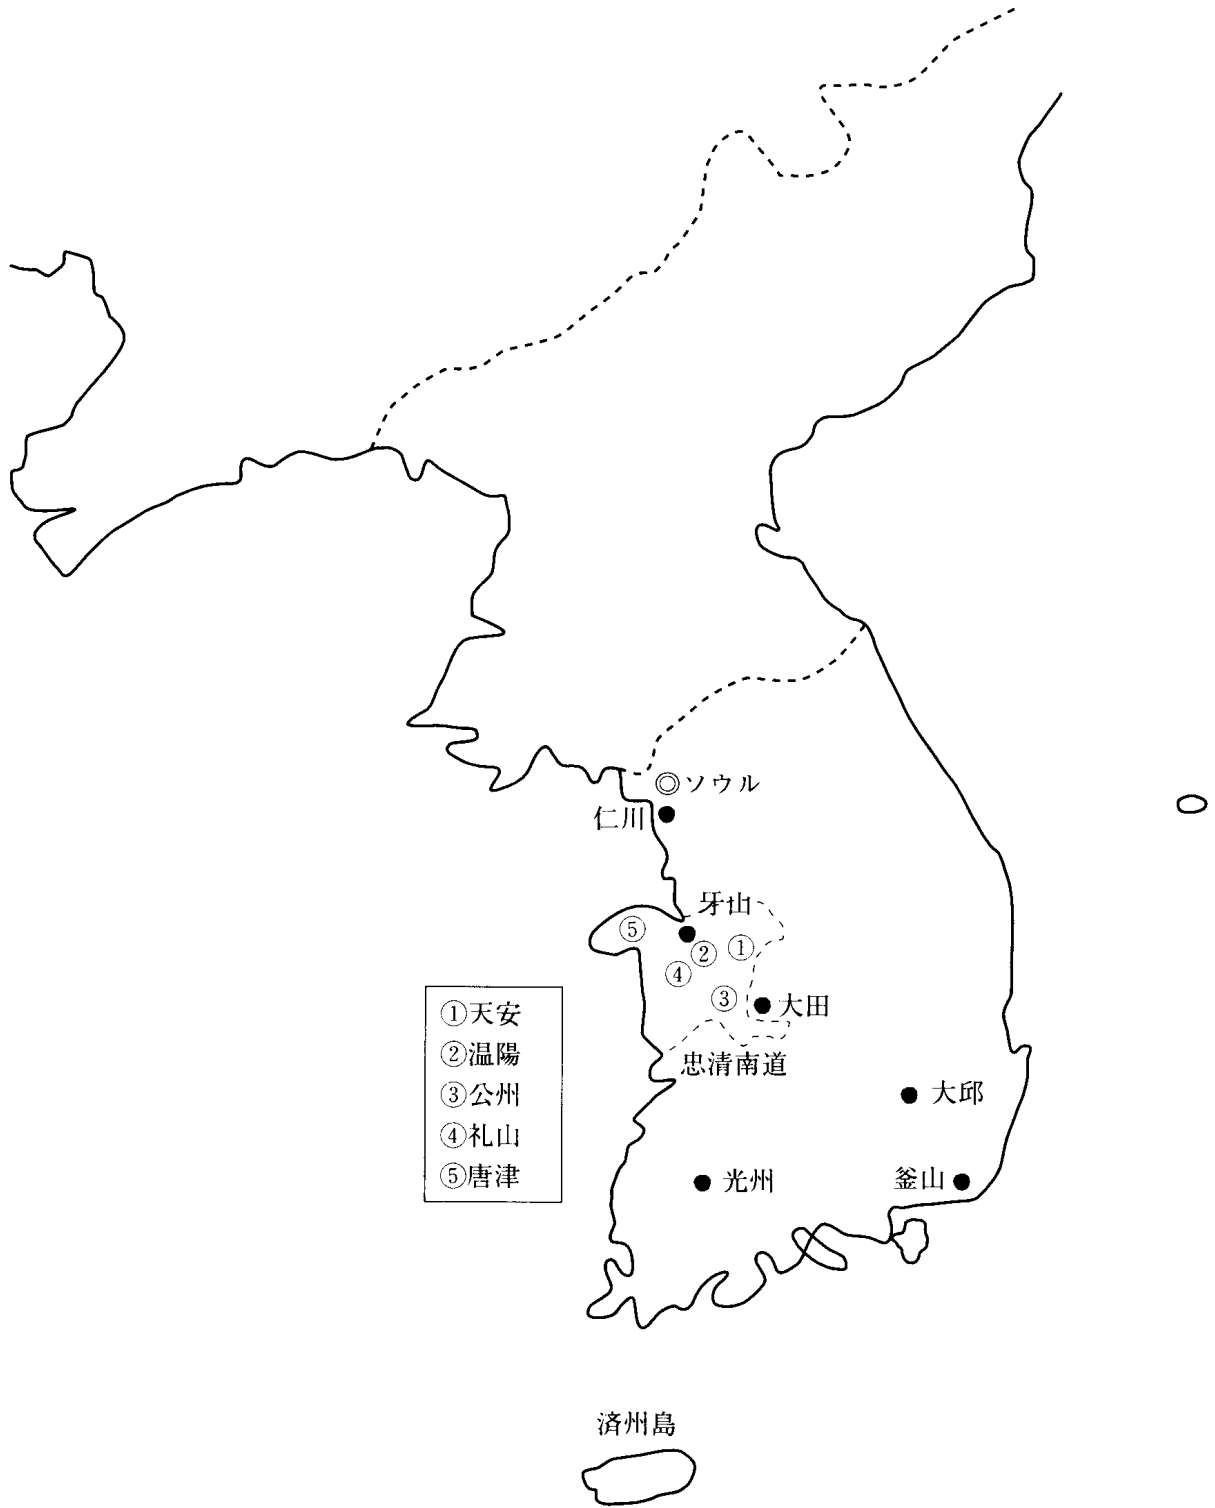 ソウル
仁川
牙山
⑤
①
②
④
③
大田
忠清南道
①天安
②温陽
③公州
④礼山
⑤唐津
大邱
光州
釜山
済州島